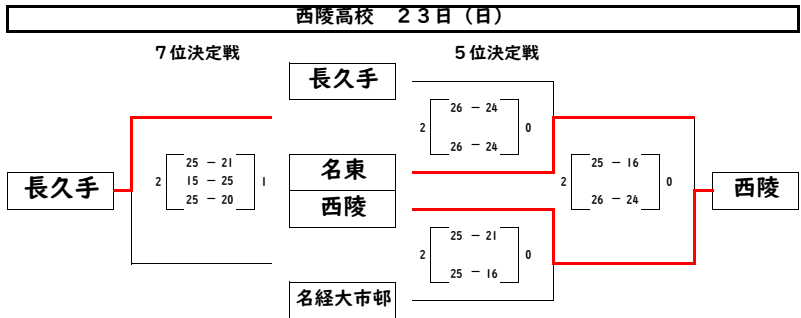 西陵高校　２３日（日）
７位決定戦　５位決定戦
長久手
26 － 24
2　0
26 － 24
25 － 21　名東　25 － 16
長久手　2　15 － 25　1　2　0　西陵
25 － 20　西陵　26 － 24
25 － 21
2　0
25 － 16
名経大市邨